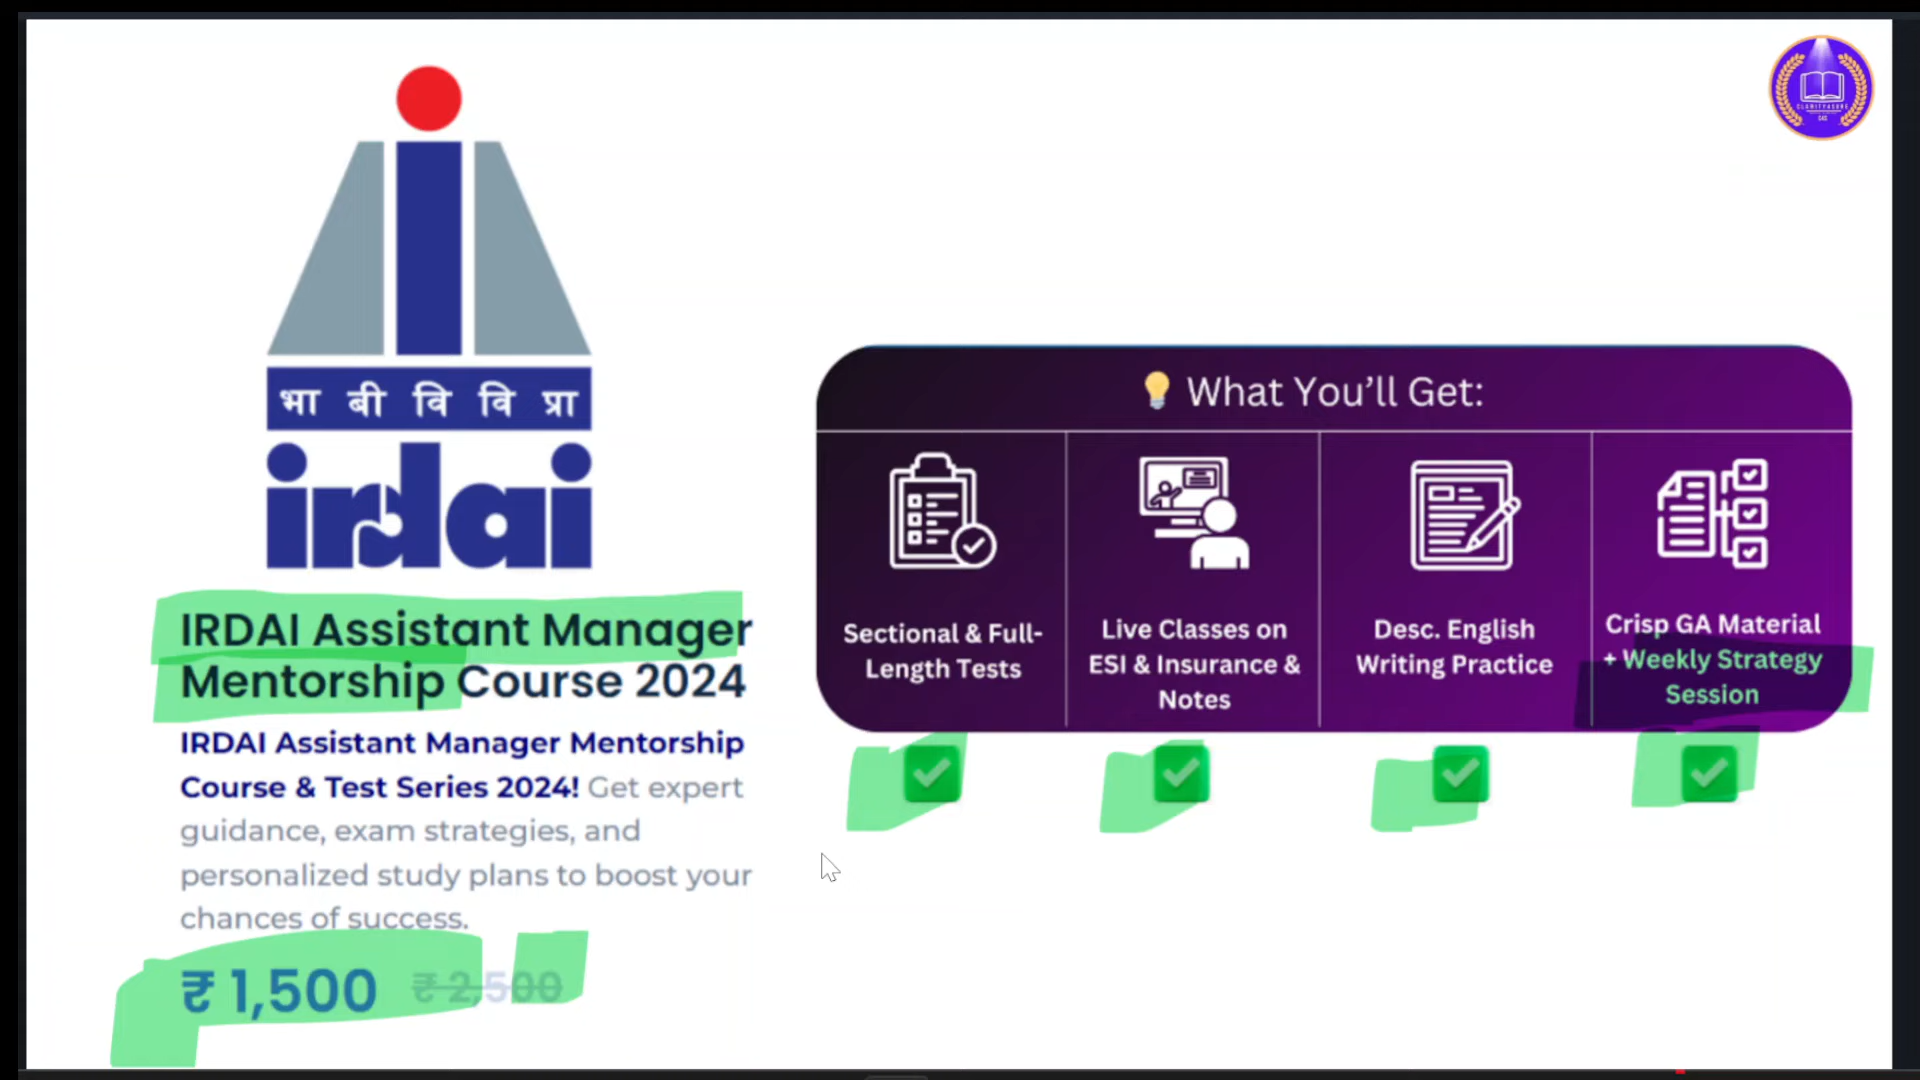 भा बी वि वि प्रा
irdai
IRDAI Assistant Manager
Mentorship Course 2024
IRDAI Assistant Manager Mentorship
Course & Test Series 2024! Get expert
guidance, exam strategies, and
personalized study plans to boost your
chances of success.
₹ 1,500 ₹ 2,500
💡 What You'll Get:
Sectional & Full-
Length Tests
Live Classes on
ESI & Insurance &
Notes
Desc. English
Writing Practice
Crisp GA Material
+ Weekly Strategy
Session